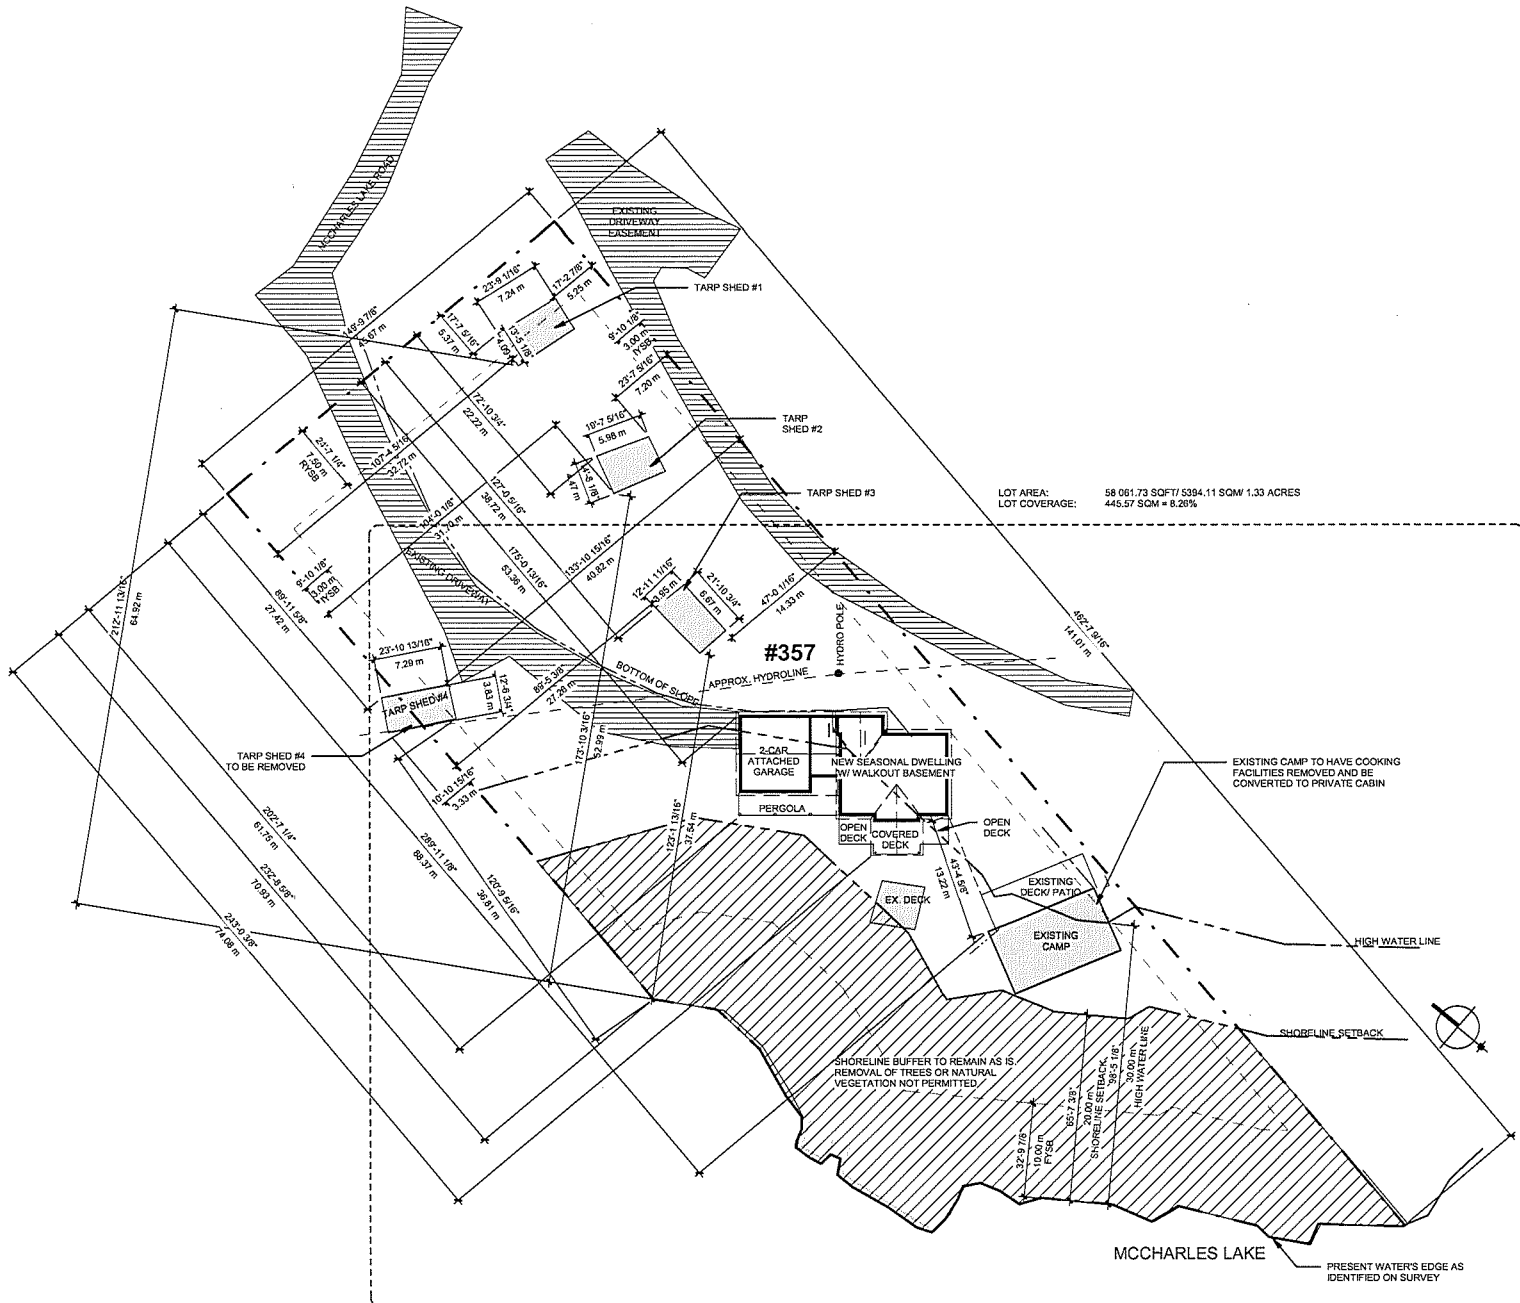 MCCHARLES LAKE ROAD
EXISTING
DRIVEWAY
EASEMENT
23'-9 1/16"
7.24 m
17'-2 7/8"
5.25 m
TARP SHED #1
149'-9 7/8"
45.67 m
17'-7 5/16"
5.37 m
13'-5 1/8"
4.09
9'-10 1/8"
3.00 m
IYSB
23'-7 5/16"
7.20 m
72'-10 3/4"
22.22 m
5.98 m
TARP
SHED #2
24'-7 1/4"
7.50 m
RYSB
107'-4 5/16"
32.72 m
14'-8 1/8"
4.47 m
127'-0 5/16"
38.72 m
TARP SHED #3
LOT AREA: 58 061.73 SQFT/ 5394.11 SQM/ 1.33 ACRES
LOT COVERAGE: 445.57 SQM = 8.26%
104'-0 1/8"
31.70 m
EXISTING DRIVEWAY
175'-0 13/16"
53.36 m
133'-10 15/16"
40.82 m
9'-10 1/8"
3.00 m
IYSB
89'-11 5/8"
27.42 m
212'-11 13/16"
64.92 m
12'-11 11/16"
3.95 m
21'-10 3/4"
6.67 m
47'-0 1/16"
14.33 m
462'-7 9/16"
141.01 m
23'-10 13/16"
7.29 m
12'-6 3/4"
3.83 m
TARP SHED #4
89'-5 3/8"
27.26 m
BOTTOM OF SLOPE
#357
HYDRO POLE
APPROX. HYDROLINE
TARP SHED #4
TO BE REMOVED
173'-10 3/16"
52.99 m
10'-10 15/16"
3.33 m
2-CAR
ATTACHED
GARAGE
NEW SEASONAL DWELLING
W/ WALKOUT BASEMENT
PERGOLA
EXISTING CAMP TO HAVE COOKING
FACILITIES REMOVED AND BE
CONVERTED TO PRIVATE CABIN
OPEN
DECK
COVERED
DECK
OPEN
DECK
202'-7 1/4"
61.75 m
289'-11 1/8"
88.37 m
123'-1 13/16"
37.54 m
43'-4 5/8"
13.22 m
232'-8 5/8"
70.93 m
120'-9 5/16"
36.81 m
243'-0 3/8"
74.08 m
EX. DECK
EXISTING
DECK/ PATIO
EXISTING
CAMP
HIGH WATER LINE
SHORELINE SETBACK
SHORELINE BUFFER TO REMAIN AS IS.
REMOVAL OF TREES OR NATURAL
VEGETATION NOT PERMITTED.
32'-9 7/8"
10.00 m
FYSB
65'-7 3/8"
20.00 m
SHORELINE SETBACK
98'-5 1/8"
30.00 m
HIGH WATER LINE
MCCHARLES LAKE
PRESENT WATER'S EDGE AS
IDENTIFIED ON SURVEY